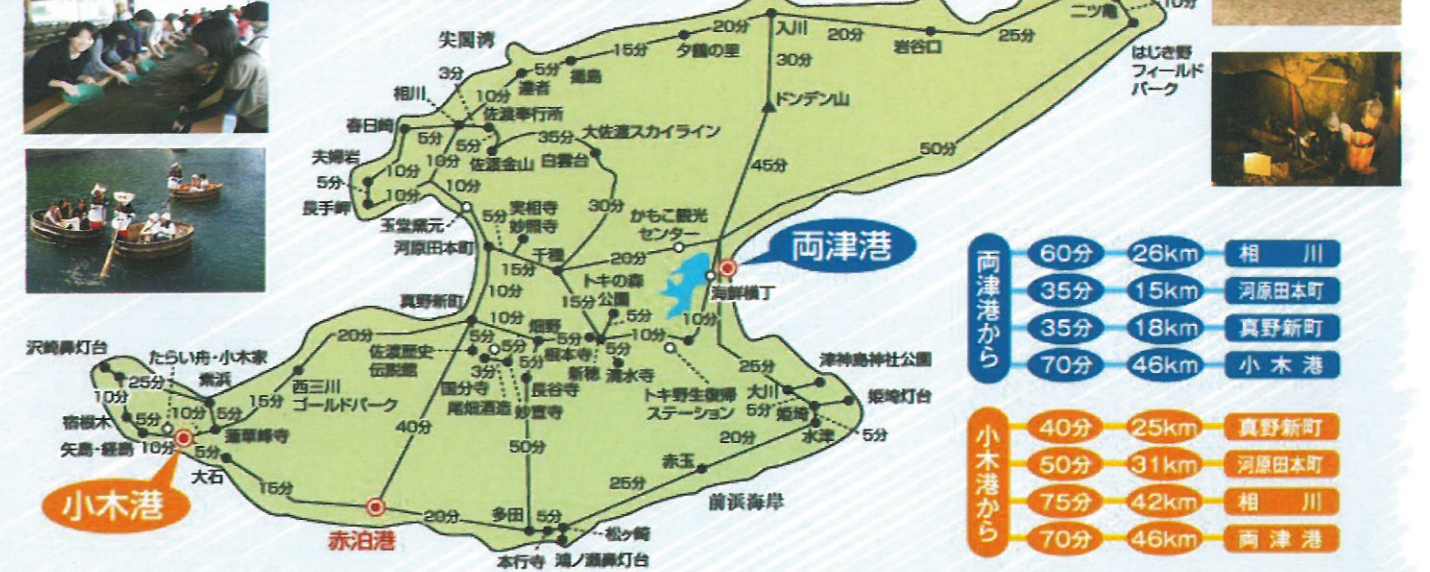 二ツ亀
10分
はじき野
フィールド
パーク
25分
岩谷口
20分
入川
20分
夕鶴の里
15分
尖閣湾
揚島
5分
達者
10分
3分
相川
佐渡奉行所
春日崎
5分
5分
佐渡金山
35分
大佐渡スカイライン
白雲台
30分
30分
ドンデン山
45分
50分
夫婦岩
10分
5分
長手岬
10分
10分
10分
玉堂窯元
河原田本町
5分
実相寺
妙照寺
千種
15分
20分
かもこ観光
センター
両津港
海鮮横丁
トキの森
公園
15分
5分
10分
10分
真野新町
10分
10分
畑野
5分
根本寺
新穂
5分
清水寺
トキ野生復帰
ステーション
佐渡歴史
伝説館
5分
5分
3分
国分寺
尾畑酒造
妙宣寺
5分
長谷寺
50分
20分
西三川
ゴールドパーク
15分
沢崎鼻灯台
たらい舟・小木家
素浜
25分
10分
宿根木
5分
矢島・経島
10分
10分
5分
蓮華峰寺
5分
大石
小木港
15分
40分
赤泊港
20分
多田
5分
本行寺
鴻ノ瀬鼻灯台
松ヶ崎
25分
赤玉
前浜海岸
20分
水津
姫埼
5分
5分
大川
25分
津神島神社公園
姫埼灯台
両津港から
60分 26km 相川
35分 15km 河原田本町
35分 18km 真野新町
70分 46km 小木港
小木港から
40分 25km 真野新町
50分 31km 河原田本町
75分 42km 相川
70分 46km 両津港